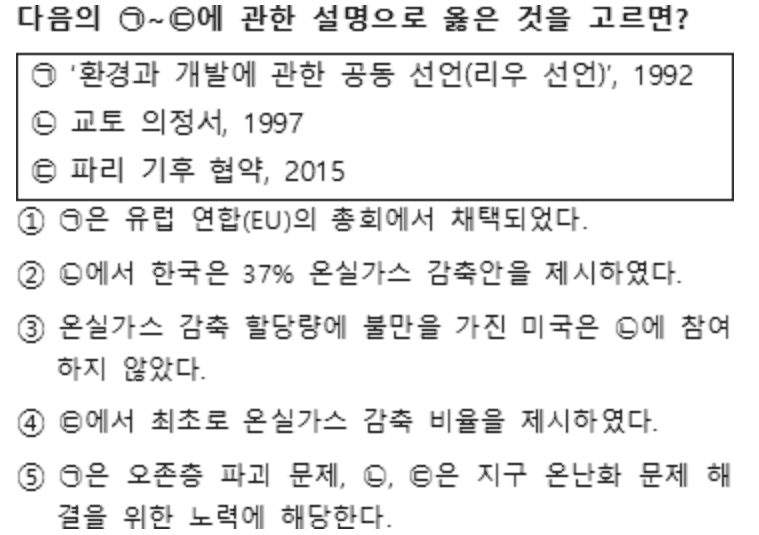 다음의 ㉠~㉢에 관한 설명으로 옳은 것을 고르면?
㉠ ‘환경과 개발에 관한 공동 선언(리우 선언)’, 1992
㉡ 교토 의정서, 1997
㉢ 파리 기후 협약, 2015
① ㉠은 유럽 연합(EU)의 총회에서 채택되었다.
② ㉡에서 한국은 37% 온실가스 감축안을 제시하였다.
③ 온실가스 감축 할당량에 불만을 가진 미국은 ㉡에 참여
하지 않았다.
④ ㉢에서 최초로 온실가스 감축 비율을 제시하였다.
⑤ ㉠은 오존층 파괴 문제, ㉡, ㉢은 지구 온난화 문제 해
결을 위한 노력에 해당한다.